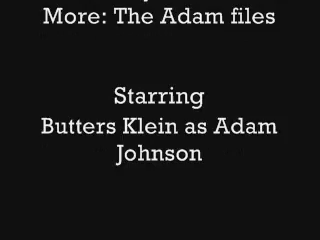 More: The Adam files
Starring
Butters Klein as Adam
Johnson